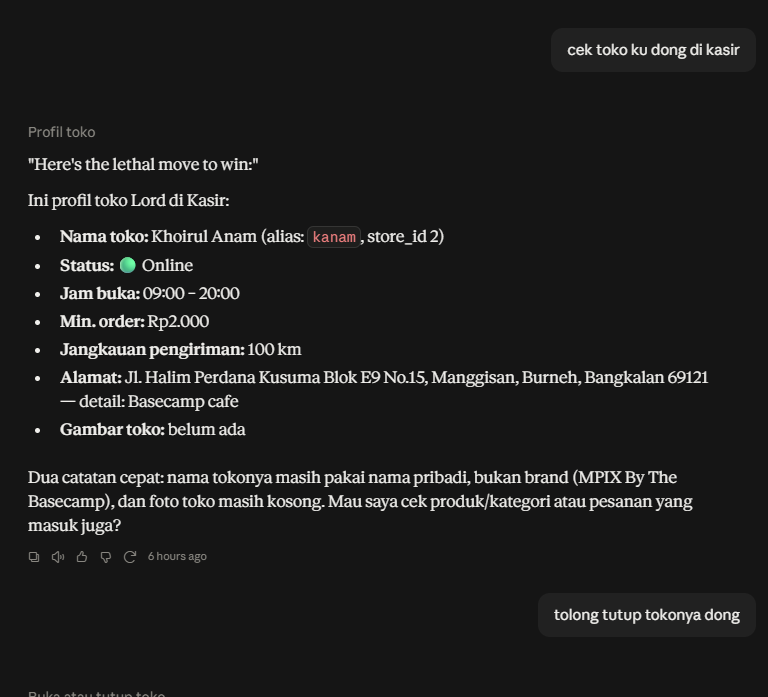 cek toko ku dong di kasir
Profil toko
"Here's the lethal move to win:"
Ini profil toko Lord di Kasir:
• Nama toko: Khoirul Anam (alias: kanam, store_id 2)
• Status: 🟢 Online
• Jam buka: 09:00 – 20:00
• Min. order: Rp2.000
• Jangkauan pengiriman: 100 km
• Alamat: Jl. Halim Perdana Kusuma Blok E9 No.15, Manggisan, Burneh, Bangkalan 69121
— detail: Basecamp cafe
• Gambar toko: belum ada
Dua catatan cepat: nama tokonya masih pakai nama pribadi, bukan brand (MPIX By The
Basecamp), dan foto toko masih kosong. Mau saya cek produk/kategori atau pesanan yang
masuk juga?
6 hours ago
tolong tutup tokonya dong
Buka atau tutup toko